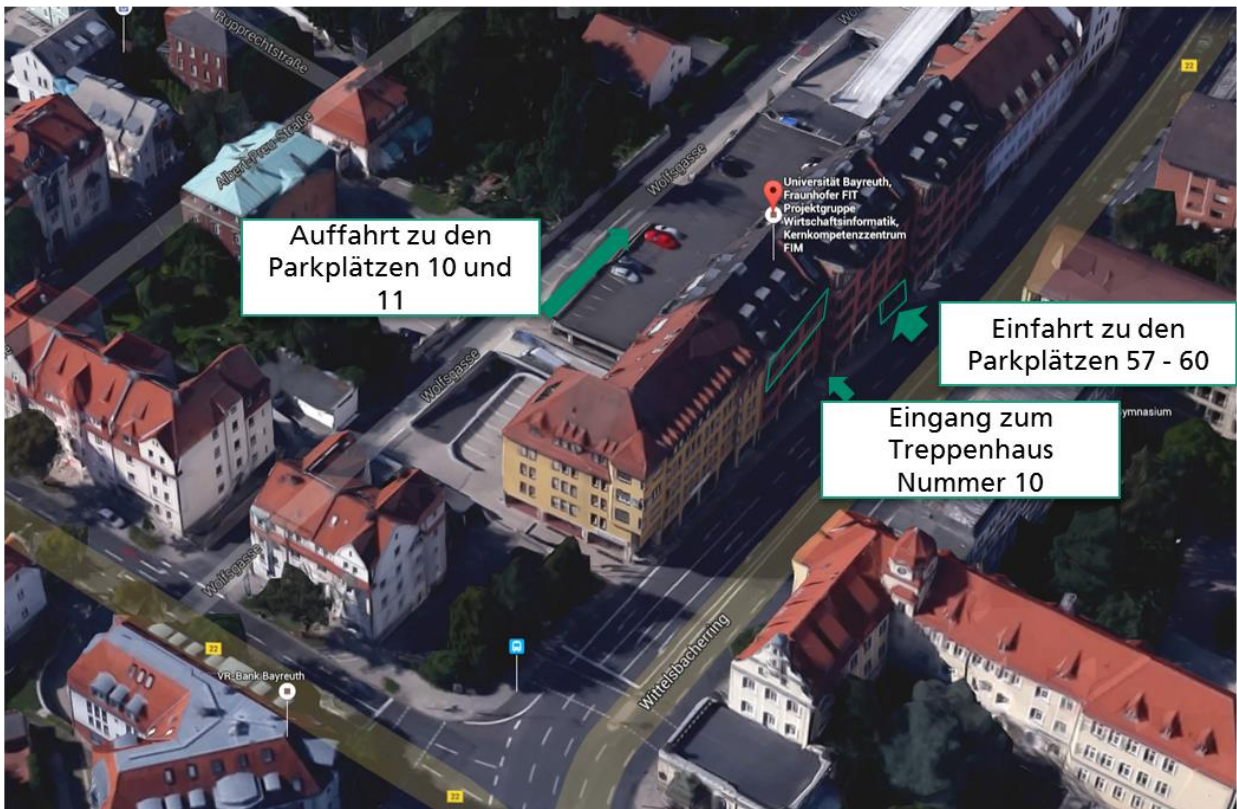 Rupprechtstraße
Wo
22
Albert-Preu-Straße
Wolfsgasse
Universität Bayreuth,
Fraunhofer FIT
Projektgruppe
Wirtschaftsinformatik,
Kernkompetenzzentrum
FIM
Auffahrt zu den
Parkplätzen 10 und
11
Einfahrt zu den
Parkplätzen 57 - 60
Wolfsgasse
Eingang zum
Treppenhaus
Nummer 10
ymnasium
Wolfsgasse
Wittelsbacherring
22
VR-Bank Bayreuth
22